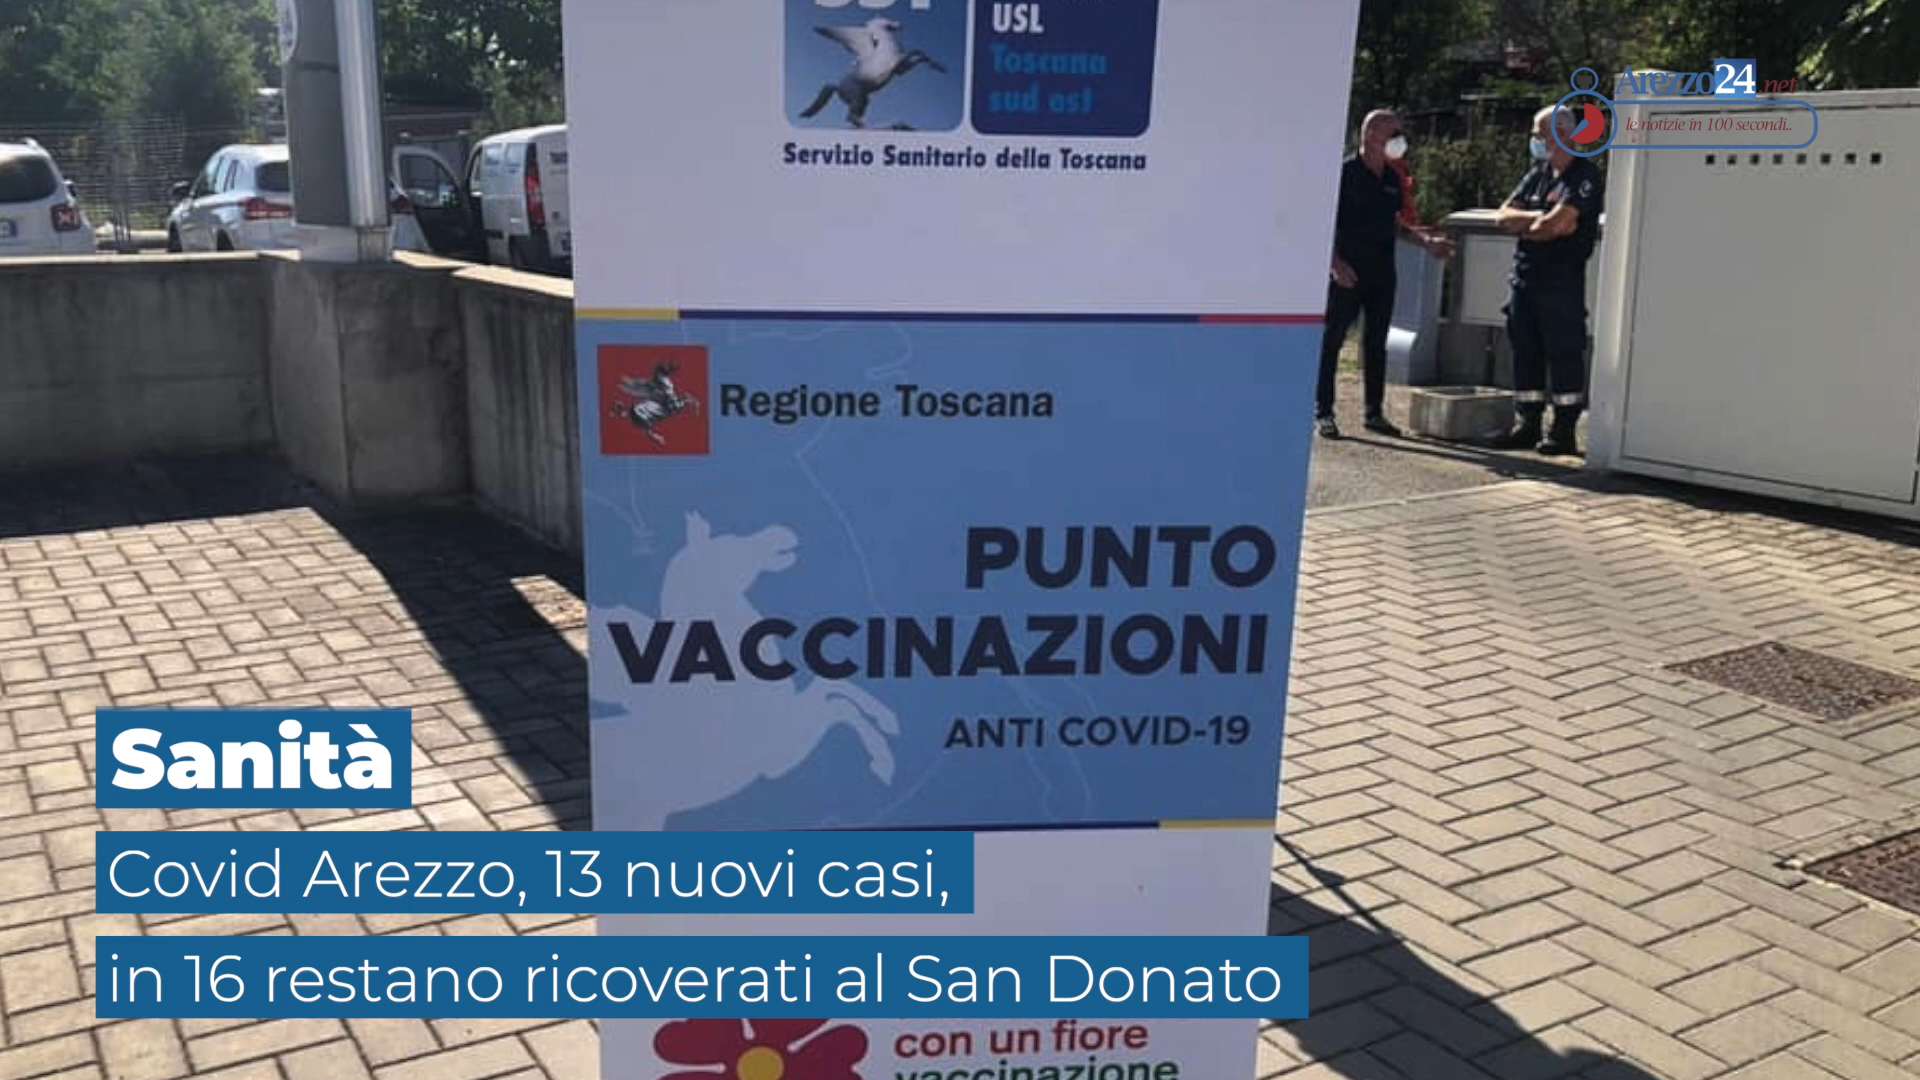 USL
Toscana
sud est
Servizio Sanitario della Toscana
Arezzo24.net
le notizie in 100 secondi..
Regione Toscana
PUNTO
VACCINAZIONI
ANTI COVID-19
Sanità
Covid Arezzo, 13 nuovi casi,
in 16 restano ricoverati al San Donato
con un fiore
vaccinazione